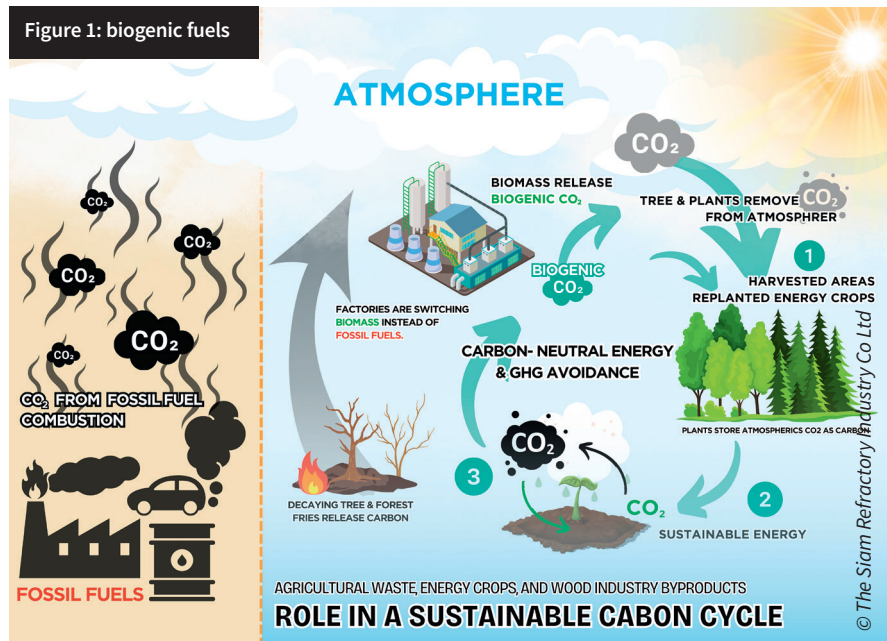 Figure 1: biogenic fuels
ATMOSPHERE
CO₂
CO₂
CO₂
CO₂
CO₂
CO₂ FROM FOSSIL FUEL
COMBUSTION
FOSSIL FUELS
BIOMASS RELEASE
BIOGENIC CO₂
CO₂
TREE & PLANTS REMOVE CO₂
FROM ATMOSPHRER
1
HARVESTED AREAS
REPLANTED ENERGY CROPS
BIOGENIC
CO₂
FACTORIES ARE SWITCHING
BIOMASS INSTEAD OF
FOSSIL FUELS.
CARBON- NEUTRAL ENERGY
& GHG AVOIDANCE
PLANTS STORE ATMOSPHERICS CO2 AS CARBON
CO₂
3
CO₂
2
SUSTAINABLE ENERGY
DECAYING TREE & FOREST
FRIES RELEASE CARBON
AGRICULTURAL WASTE, ENERGY CROPS, AND WOOD INDUSTRY BYPRODUCTS
ROLE IN A SUSTAINABLE CABON CYCLE
© The Siam Refractory Industry Co Ltd